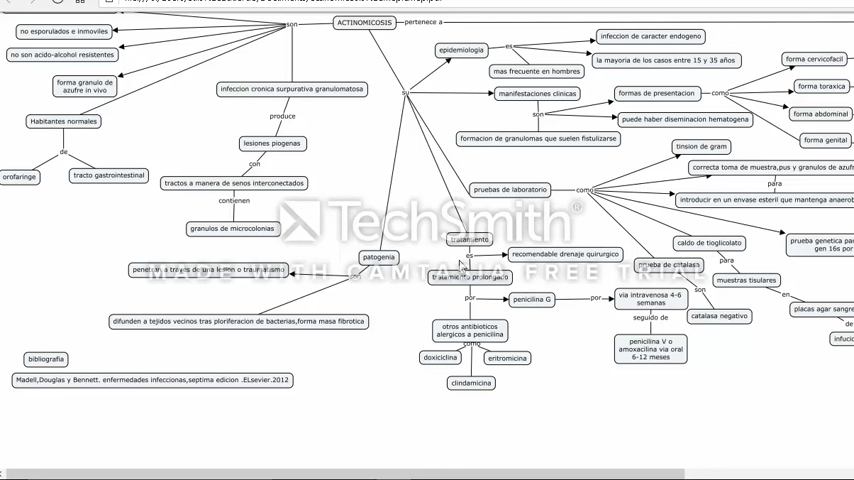 ACTINOMICOSIS
pertenece a
son
no esporulados e inmoviles
no son acido-alcohol resistentes
forma granulo de
azufre in vivo
Habitantes normales
de
orofaringe
tracto gastrointestinal
infeccion cronica surpurativa granulomatosa
produce
lesiones piogenas
con
tractos a manera de senos interconectados
contienen
granulos de microcolonias
su
epidemiologia
es
infeccion de caracter endogeno
la mayoria de los casos entre 15 y 35 años
mas frecuente en hombres
manifestaciones clinicas
son
formas de presentacion
como
forma cervicofacil
forma toraxica
forma abdominal
forma genital
puede haber diseminacion hematogena
formacion de granulomas que suelen fistulizarse
pruebas de laboratorio
como
tinsion de gram
correcta toma de muestra,pus y granulos de azufr
para
introducir en un envase esteril que mantenga anaerob
prueba genetica par
gen 16s por
caldo de tioglicolato
para
muestras tisulares
en
placas agar sangre
de
infucio
prueba de catalasa
son
catalasa negativo
tratamiento
es
recomendable drenaje quirurgico
tratamiento prolongado
por
penicilina G
por
via intravenosa 4-6
semanas
seguido de
penicilina V o
amoxacilina via oral
6-12 meses
otros antibioticos
alergicos a penicilina
como
doxiciclina
eritromicina
clindamicina
patogenia
por
penetran a traves de una lesion o traumatismo
difunden a tejidos vecinos tras ploriferacion de bacterias,forma masa fibrotica
bibliografia
Madell,Douglas y Bennett. enfermedades infeccionas,septima edicion .ELsevier.2012
TechSmith®
MADE WITH CAMTASIA FREE TRIAL